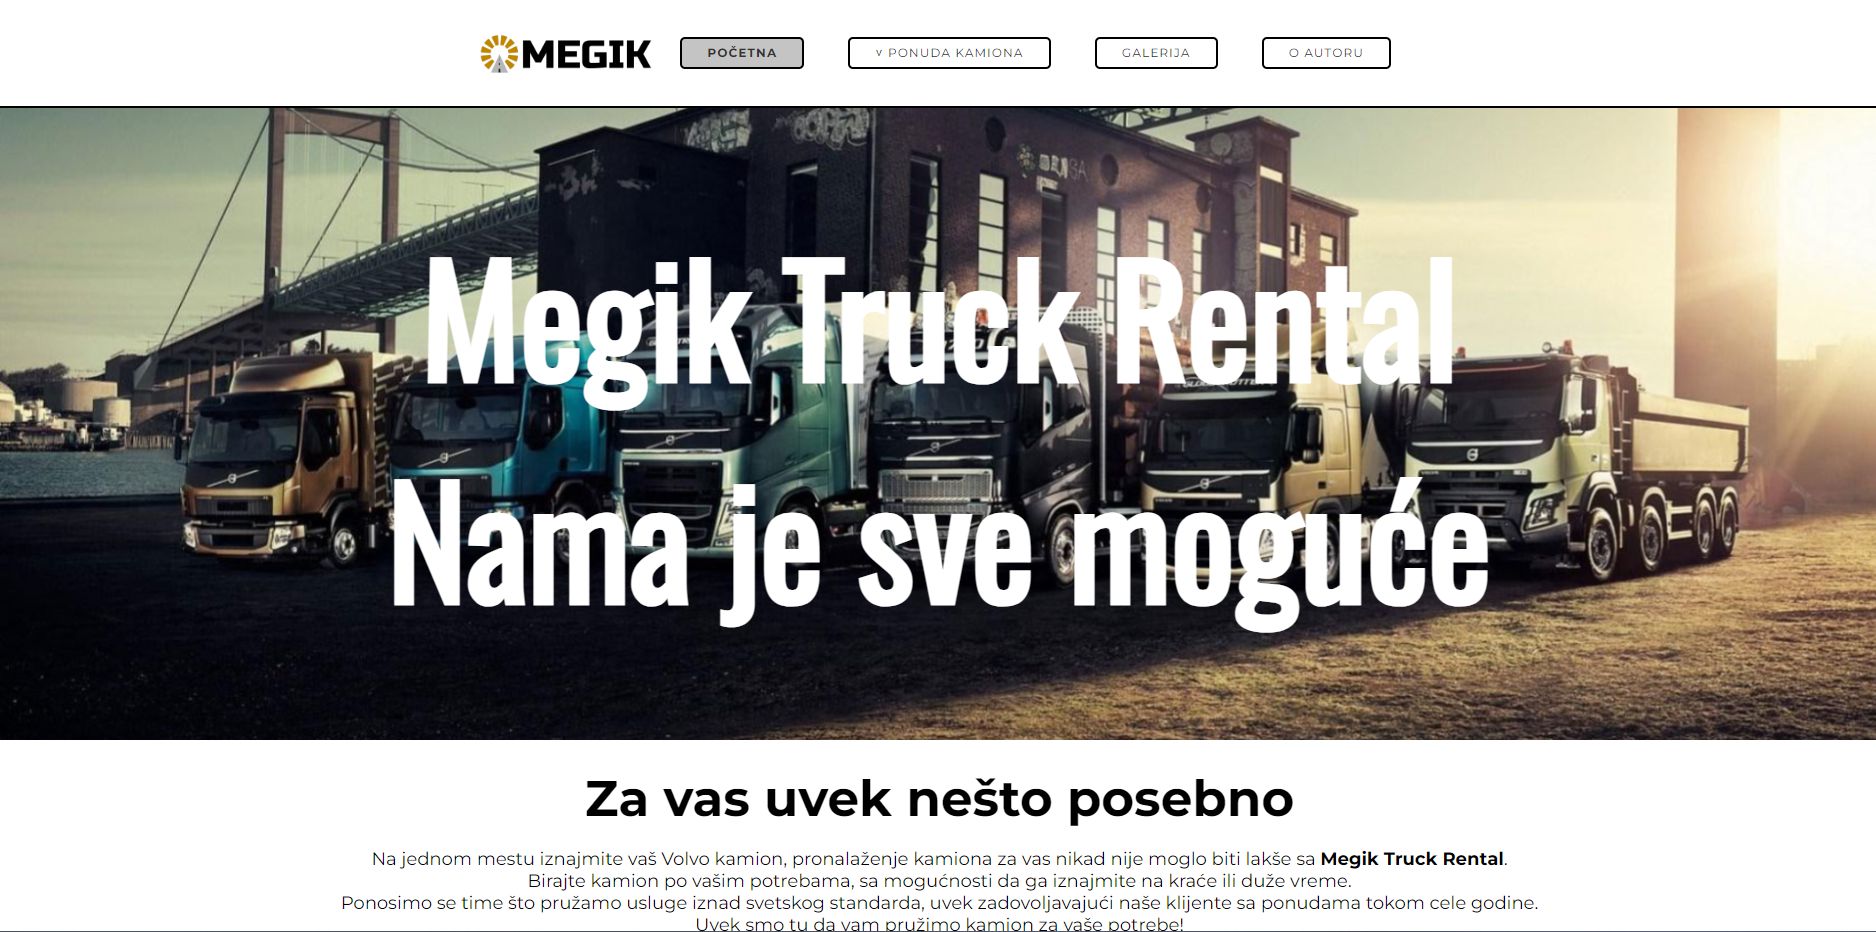 MEGIK
POČETNA
v PONUDA KAMIONA
GALERIJA
O AUTORU
Megik Truck Rental
Nama je sve moguće
Za vas uvek nešto posebno
Na jednom mestu iznajmite vaš Volvo kamion, pronalaženje kamiona za vas nikad nije moglo biti lakše sa Megik Truck Rental.
Birajte kamion po vašim potrebama, sa mogućnosti da ga iznajmite na kraće ili duže vreme.
Ponosimo se time što pružamo usluge iznad svetskog standarda, uvek zadovoljavajući naše klijente sa ponudama tokom cele godine.
Uvek smo tu da vam pružimo kamion za vaše potrebe!